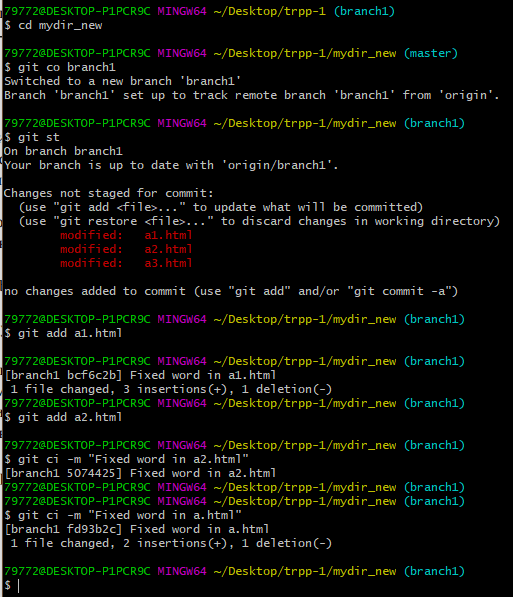 79772@DESKTOP-P1PCR9C MINGW64 ~/Desktop/trpp-1 (branch1)
$ cd mydir_new
79772@DESKTOP-P1PCR9C MINGW64 ~/Desktop/trpp-1/mydir_new (master)
$ git co branch1
Switched to a new branch 'branch1'
Branch 'branch1' set up to track remote branch 'branch1' from 'origin'.
79772@DESKTOP-P1PCR9C MINGW64 ~/Desktop/trpp-1/mydir_new (branch1)
$ git st
On branch branch1
Your branch is up to date with 'origin/branch1'.
Changes not staged for commit:
  (use "git add <file>..." to update what will be committed)
  (use "git restore <file>..." to discard changes in working directory)
        modified:   a1.html
        modified:   a2.html
        modified:   a3.html
no changes added to commit (use "git add" and/or "git commit -a")
79772@DESKTOP-P1PCR9C MINGW64 ~/Desktop/trpp-1/mydir_new (branch1)
$ git add a1.html
79772@DESKTOP-P1PCR9C MINGW64 ~/Desktop/trpp-1/mydir_new (branch1)
[branch1 bcf6c2b] Fixed word in a1.html
 1 file changed, 3 insertions(+), 1 deletion(-)
79772@DESKTOP-P1PCR9C MINGW64 ~/Desktop/trpp-1/mydir_new (branch1)
$ git add a2.html
79772@DESKTOP-P1PCR9C MINGW64 ~/Desktop/trpp-1/mydir_new (branch1)
$ git ci -m "Fixed word in a2.html"
[branch1 5074425] Fixed word in a2.html
79772@DESKTOP-P1PCR9C MINGW64 ~/Desktop/trpp-1/mydir_new (branch1)
79772@DESKTOP-P1PCR9C MINGW64 ~/Desktop/trpp-1/mydir_new (branch1)
$ git ci -m "Fixed word in a.html"
[branch1 fd93b2c] Fixed word in a.html
 1 file changed, 2 insertions(+), 1 deletion(-)
79772@DESKTOP-P1PCR9C MINGW64 ~/Desktop/trpp-1/mydir_new (branch1)
$